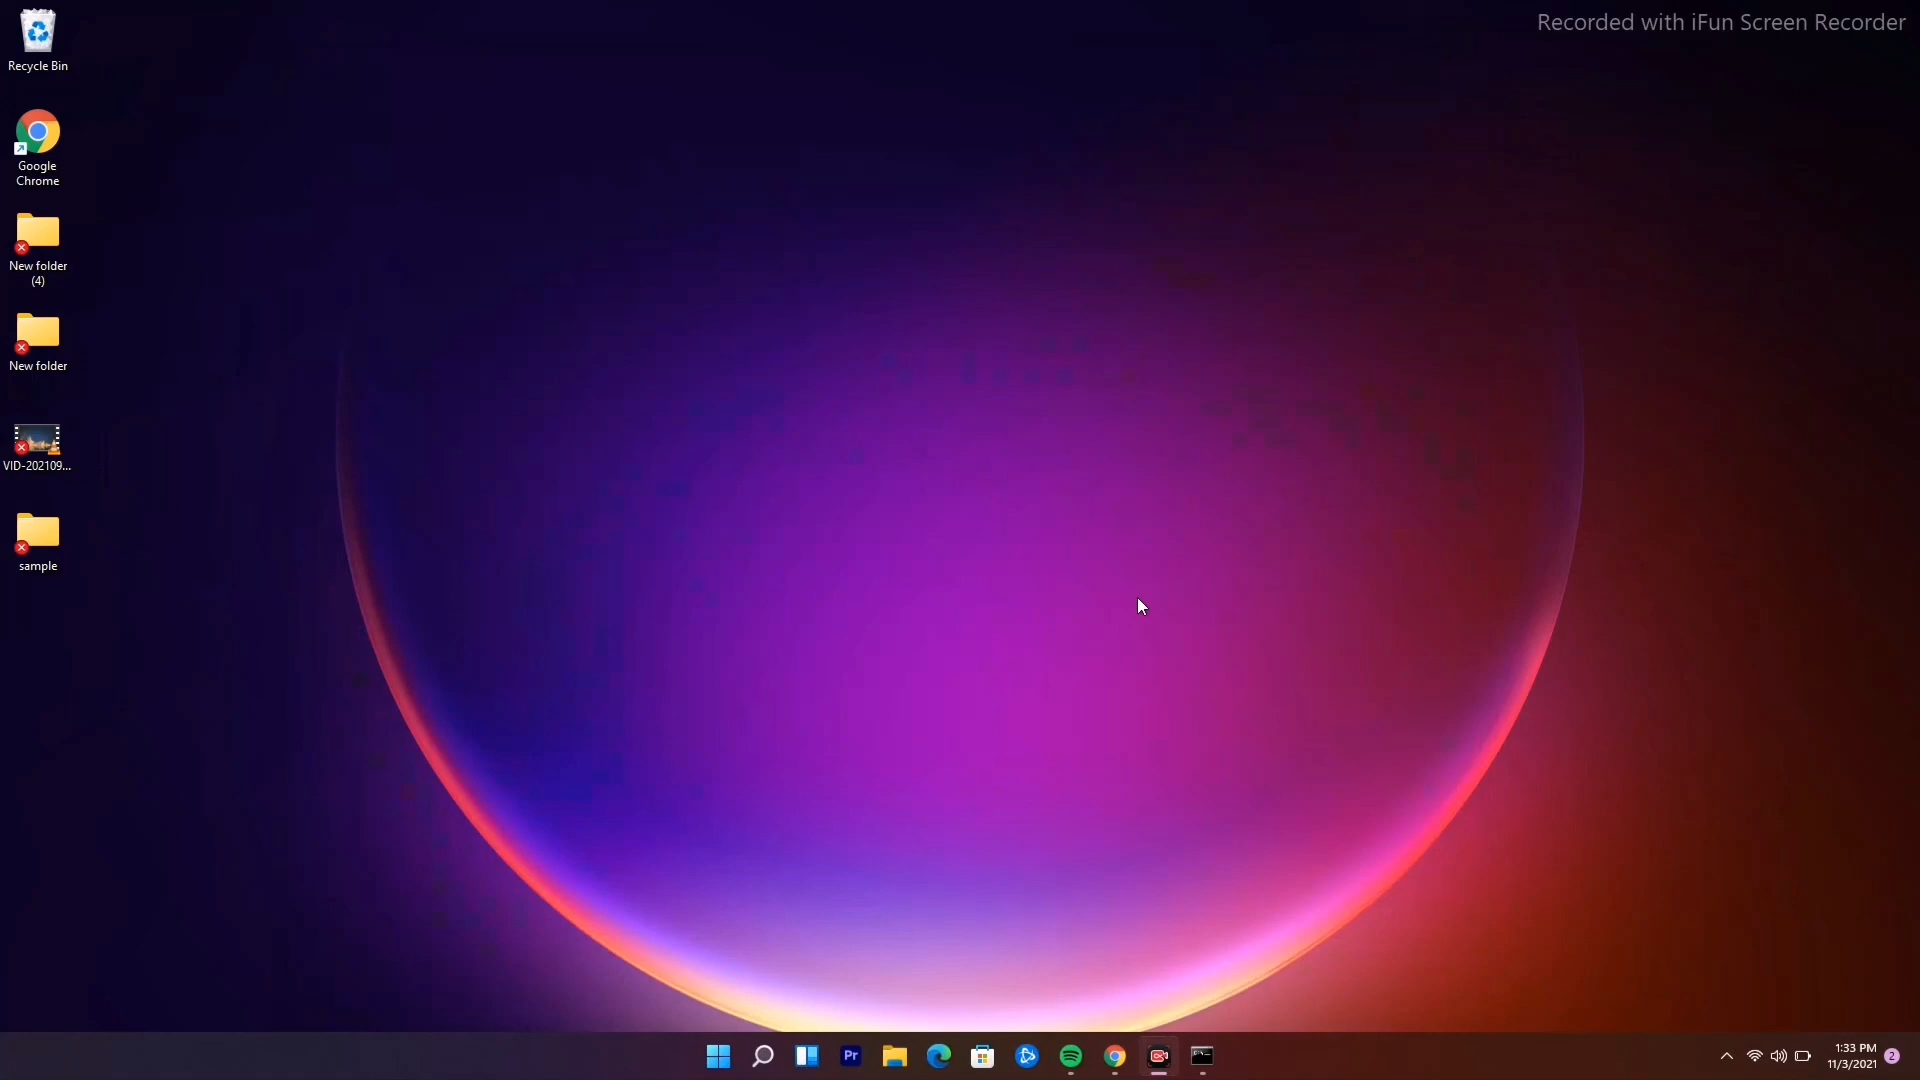 Recorded with iFun Screen Recorder
Recycle Bin
Google
Chrome
New folder
(4)
New folder
VID-202109...
sample
Pr
1:33 PM
11/3/2021
2